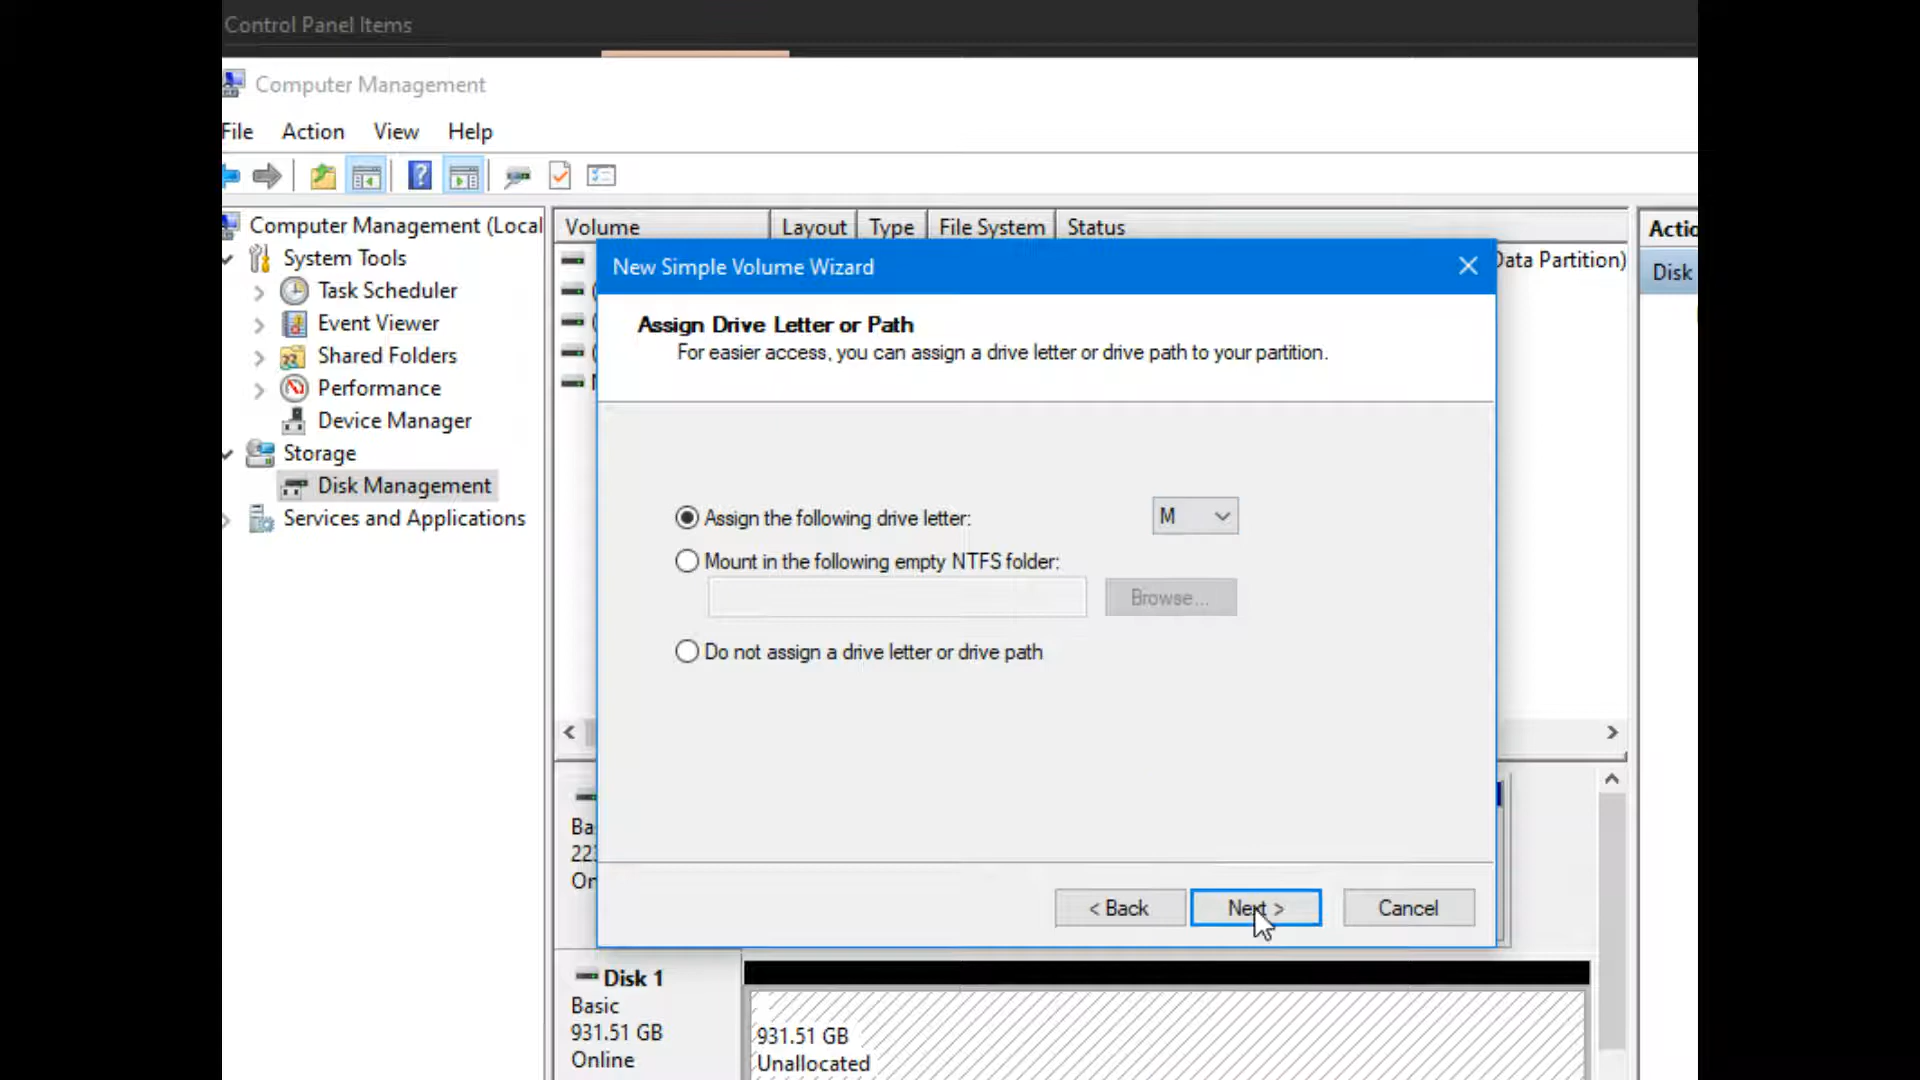 Control Panel Items
Computer Management
File Action View Help
Computer Management (Local
System Tools
Task Scheduler
Event Viewer
Shared Folders
Performance
Device Manager
Storage
Disk Management
Services and Applications
Volume Layout Type File System Status
Data Partition)
Actio
Disk
New Simple Volume Wizard
Assign Drive Letter or Path
For easier access, you can assign a drive letter or drive path to your partition.
Assign the following drive letter: M
Mount in the following empty NTFS folder:
Browse...
Do not assign a drive letter or drive path
< Back Next > Cancel
Ba
223
On
Disk 1
Basic
931.51 GB
Online
931.51 GB
Unallocated